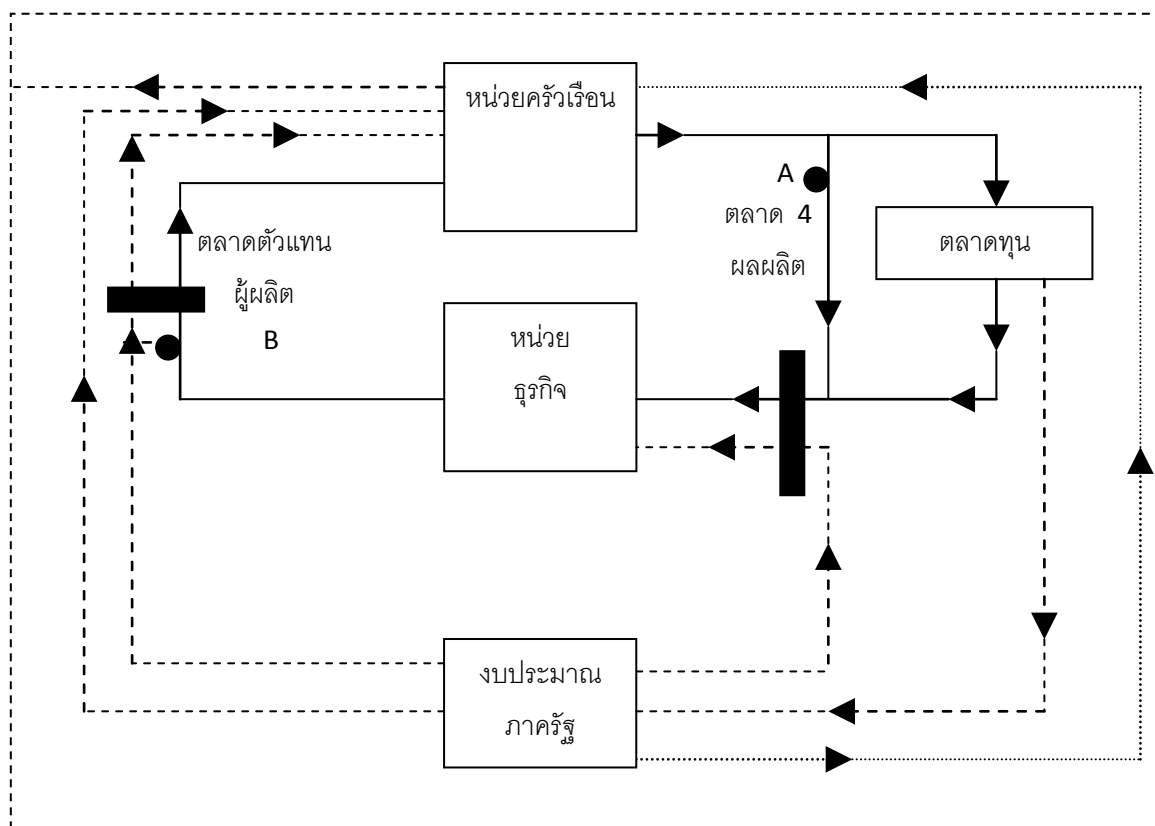 หน่วยครัวเรือน
A
ตลาด 4
ผลผลิต
ตลาดทุน
ตลาดตัวแทน
ผู้ผลิต
B
หน่วย
ธุรกิจ
งบประมาณ
ภาครัฐ